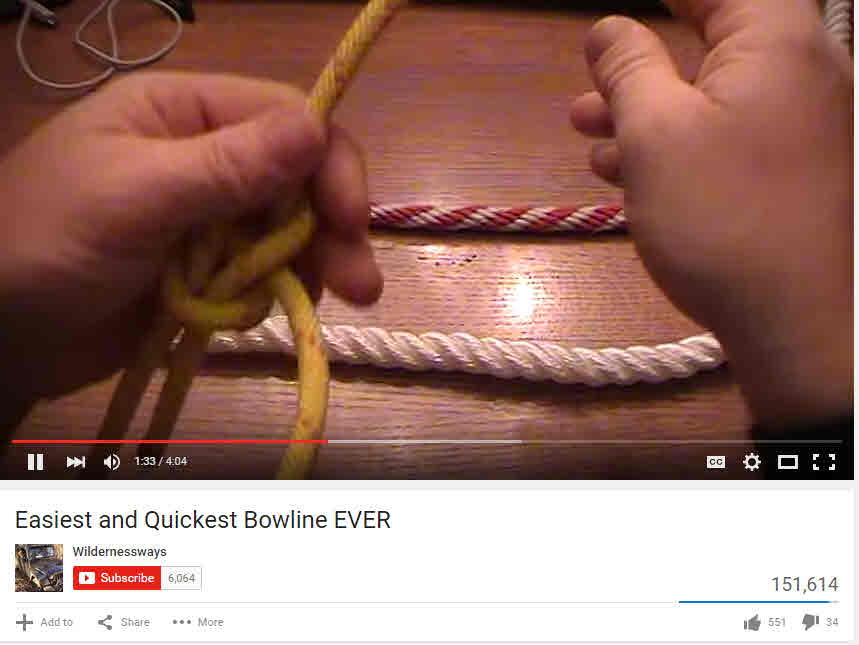 1:33 / 4:04
CC
Easiest and Quickest Bowline EVER
Wildernessways
Subscribe 6,064
151,614
Add to Share More 551 34